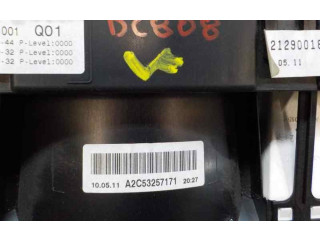 001 Q01
-44 P-Level:0000
-32 P-Level:0000
-32 P-Level:0000
DCB08
2129001
05.11
10.05.11 A2C53257171 20:27